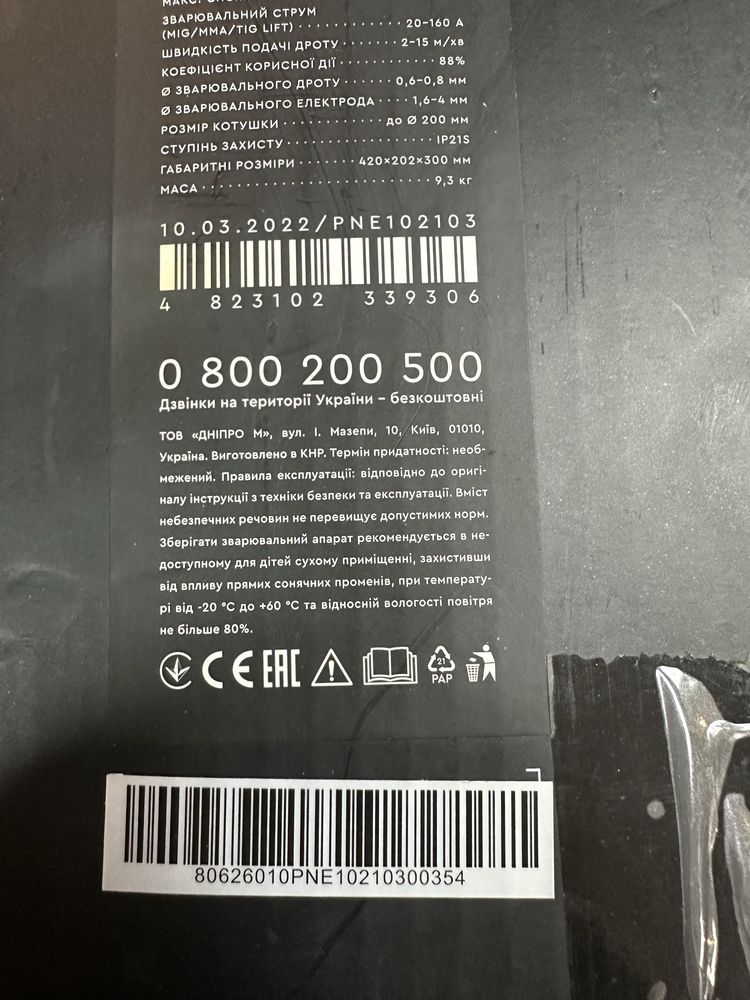 ЗВАРЮВАЛЬНИЙ СТРУМ
(MIG/MMA/TIG LIFT) 20-160 А
ШВИДКІСТЬ ПОДАЧІ ДРОТУ 2-15 м/хв
КОЕФІЦІЄНТ КОРИСНОЇ ДІЇ 88%
Ø ЗВАРЮВАЛЬНОГО ДРОТУ 0,6-0,8 мм
Ø ЗВАРЮВАЛЬНОГО ЕЛЕКТРОДА 1,6-4 мм
РОЗМІР КОТУШКИ до Ø 200 мм
СТУПІНЬ ЗАХИСТУ IP21S
ГАБАРИТНІ РОЗМІРИ 420×202×300 мм
МАСА 9,3 кг
10.03.2022/PNE102103
4 823102 339306
0 800 200 500
Дзвінки на території України – безкоштовні
ТОВ «ДНІПРО М», вул. І. Мазепи, 10, Київ, 01010,
Україна. Виготовлено в КНР. Термін придатності: необ-
межений. Правила експлуатації: відповідно до оригі-
налу інструкції з техніки безпеки та експлуатації. Вміст
небезпечних речовин не перевищує допустимих норм.
Зберігати зварювальний апарат рекомендується в не-
доступному для дітей сухому приміщенні, захистивши
від впливу прямих сонячних променів, при температу-
рі від -20 °C до +60 °C та відносній вологості повітря
не більше 80%.
CE EAC 21 PAP
80626010PNE10210300354